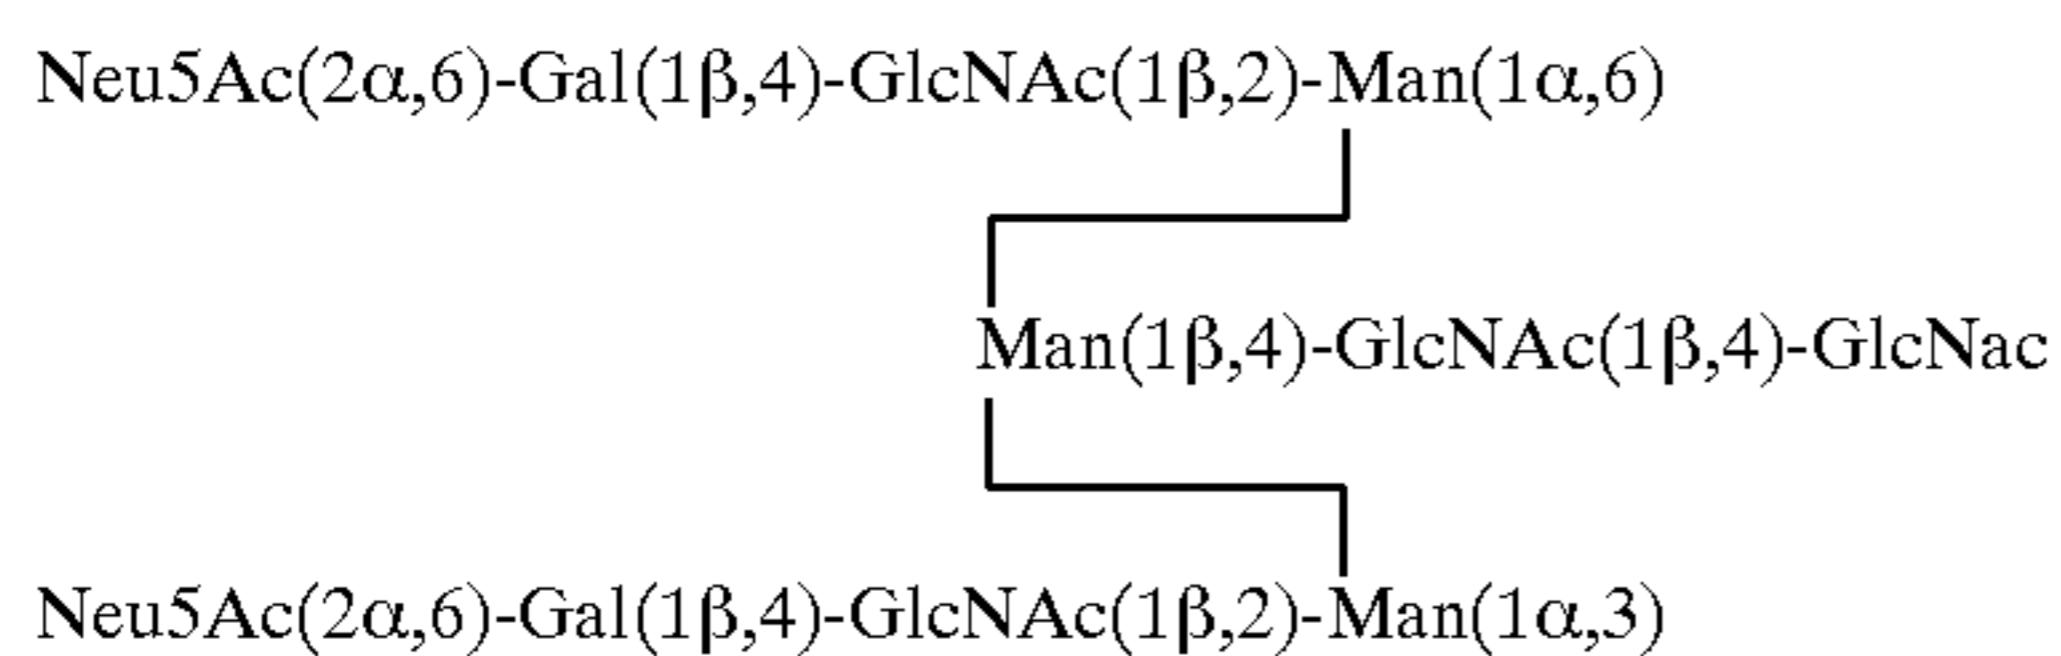 Neu5Ac(2α,6)-Gal(1β,4)-GlcNAc(1β,2)-Man(1α,6)
Man(1β,4)-GlcNAc(1β,4)-GlcNac
Neu5Ac(2α,6)-Gal(1β,4)-GlcNAc(1β,2)-Man(1α,3)